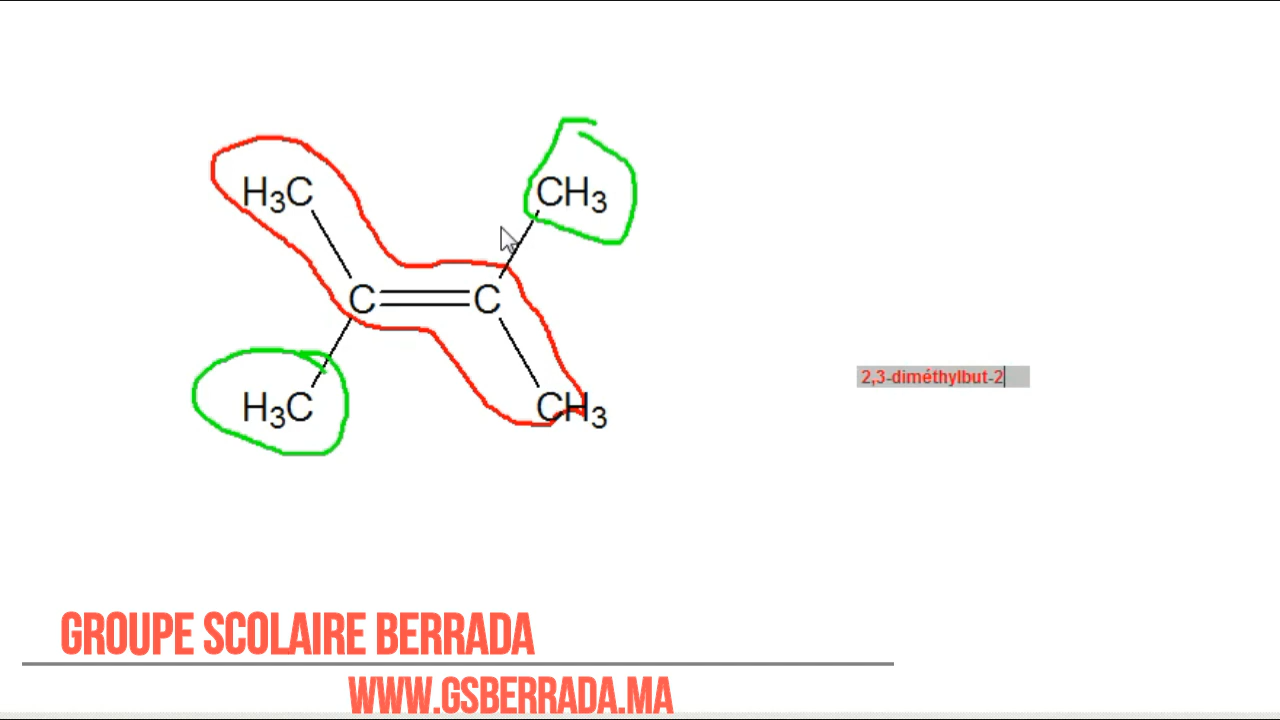 H₃C CH₃
C C
2,3-diméthylbut-2
H₃C CH₃
GROUPE SCOLAIRE BERRADA
WWW.GSBERRADA.MA